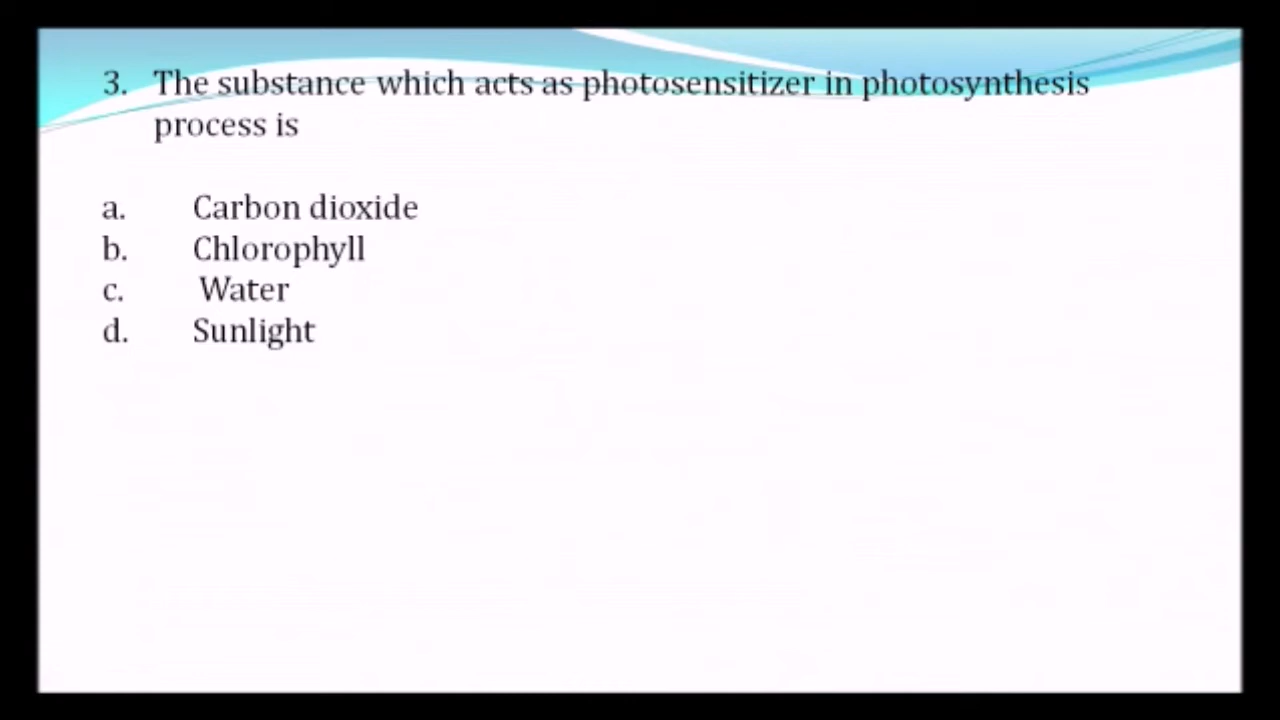 3. The substance which acts as photosensitizer in photosynthesis
process is
a. Carbon dioxide
b. Chlorophyll
c. Water
d. Sunlight